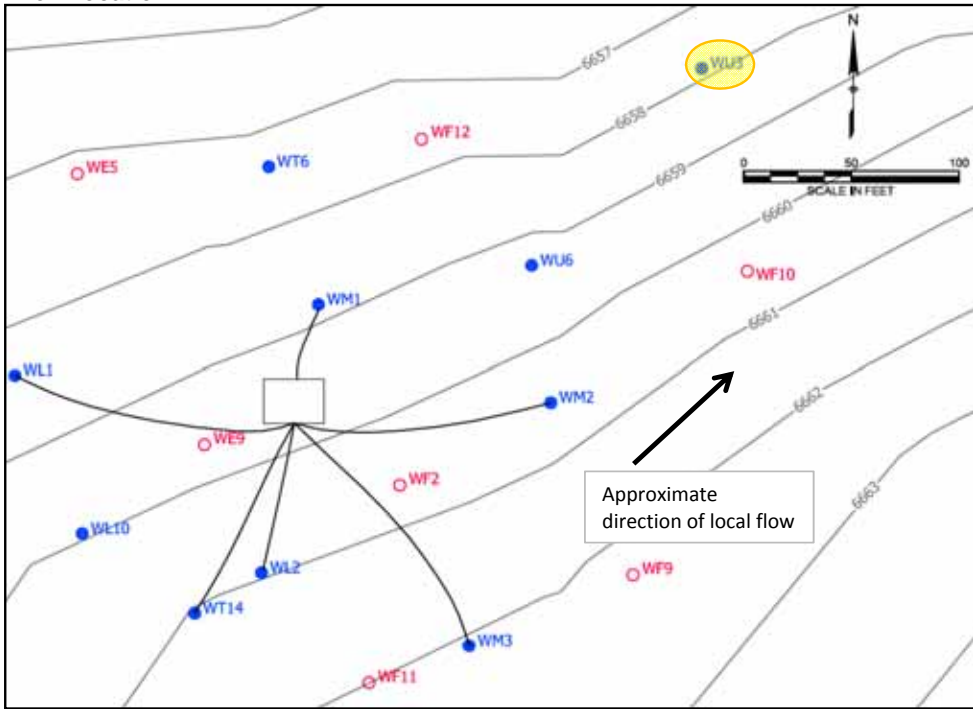 N
6657
WU3
6658
WF12
WE5
WT6
0 50 100
SCALE IN FEET
6659
6660
WU6
WF10
WM1
6661
WL1
WM2
6662
WE9
WF2
6663
Approximate
direction of local flow
WL10
WL2
WF9
WT14
WM3
WF11